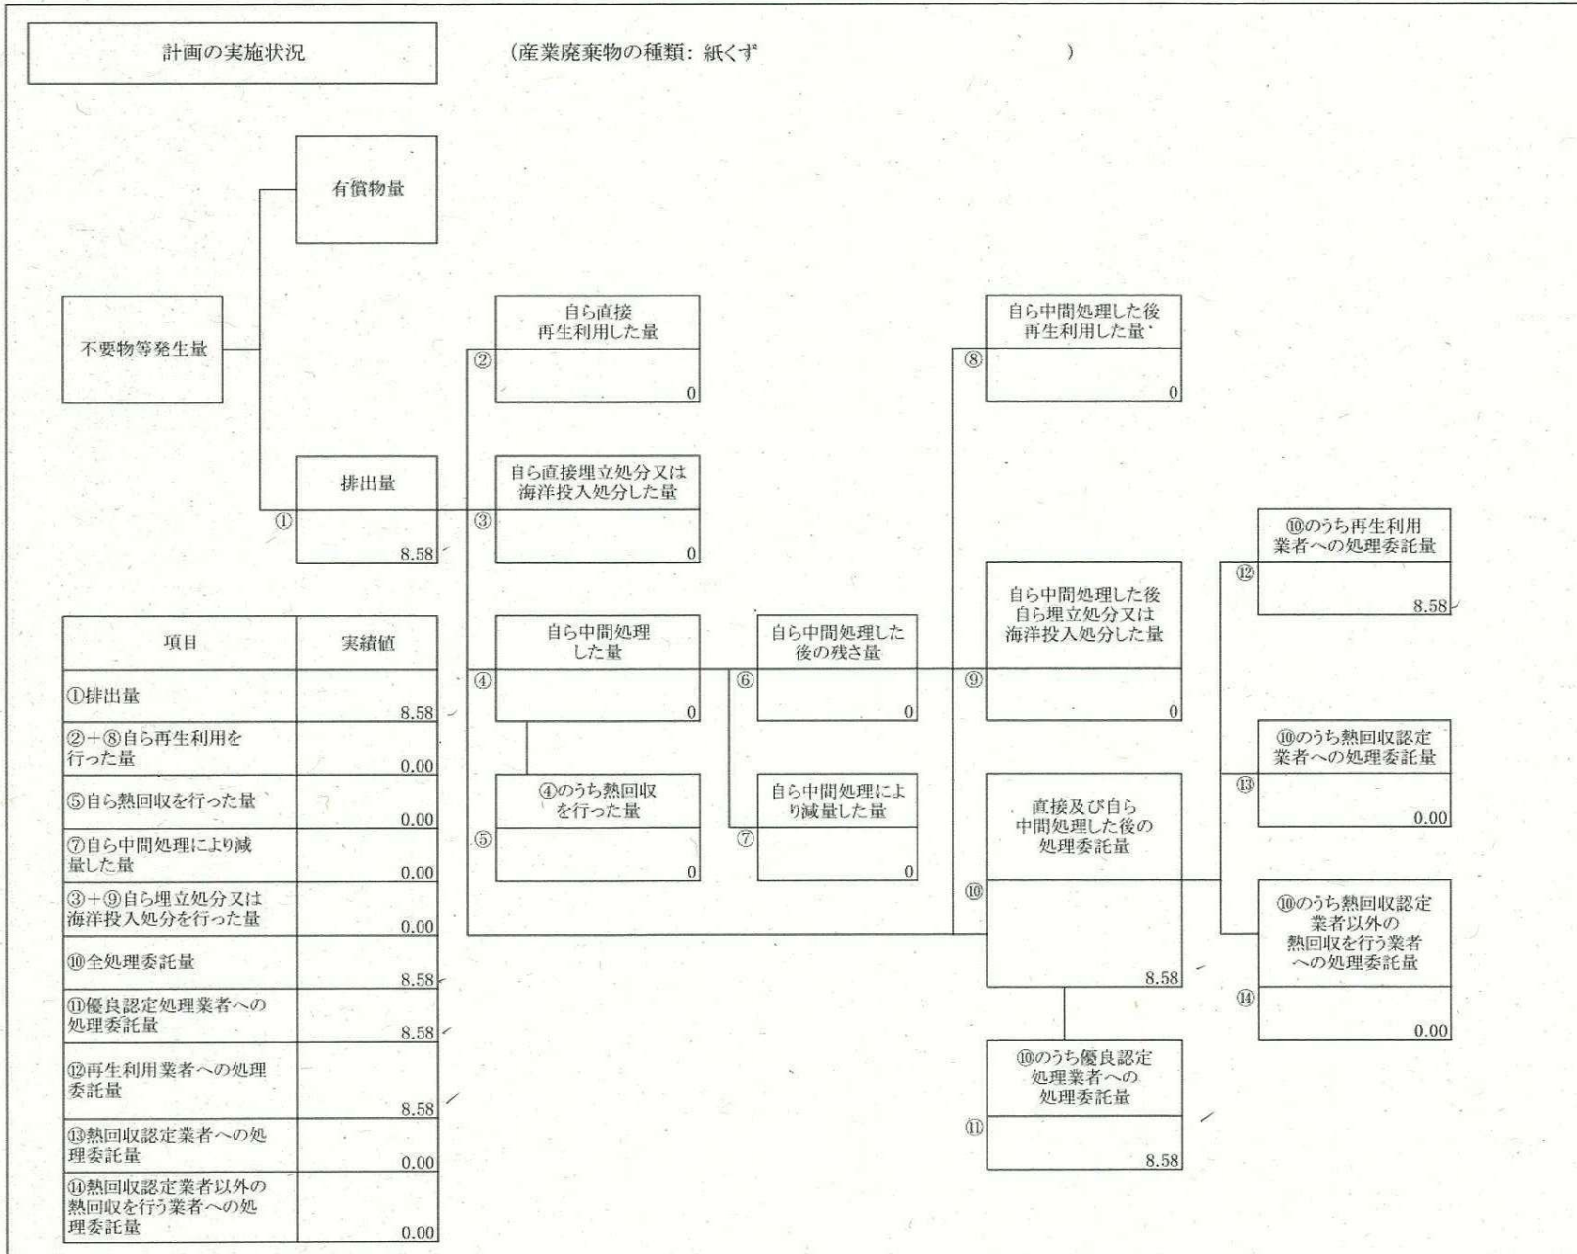 計画の実施状況
(産業廃棄物の種類: 紙くず )
有償物量
不要物等発生量
排出量
①
8.58
自ら直接
再生利用した量
②
0
自ら直接埋立処分又は
海洋投入処分した量
③
0
自ら中間処理
した量
④
0
④のうち熱回収
を行った量
⑤
0
自ら中間処理した
後の残さ量
⑥
0
自ら中間処理によ
り減量した量
⑦
0
自ら中間処理した後
再生利用した量
⑧
0
自ら中間処理した後
自ら埋立処分又は
海洋投入処分した量
⑨
0
直接及び自ら
中間処理した後の
処理委託量
⑩
8.58
⑩のうち優良認定
処理業者への
処理委託量
⑪
8.58
⑩のうち再生利用
業者への処理委託量
⑫
8.58
⑩のうち熱回収認定
業者への処理委託量
⑬
0.00
⑩のうち熱回収認定
業者以外の
熱回収を行う業者
への処理委託量
⑭
0.00
項目 実績値
①排出量
8.58
②+⑧自ら再生利用を
行った量
0.00
⑤自ら熱回収を行った量
0.00
⑦自ら中間処理により減
量した量
0.00
③+⑨自ら埋立処分又は
海洋投入処分を行った量
0.00
⑩全処理委託量
8.58
⑪優良認定処理業者への
処理委託量
8.58
⑫再生利用業者への処理
委託量
8.58
⑬熱回収認定業者への処
理委託量
0.00
⑭熱回収認定業者以外の
熱回収を行う業者への処
理委託量
0.00